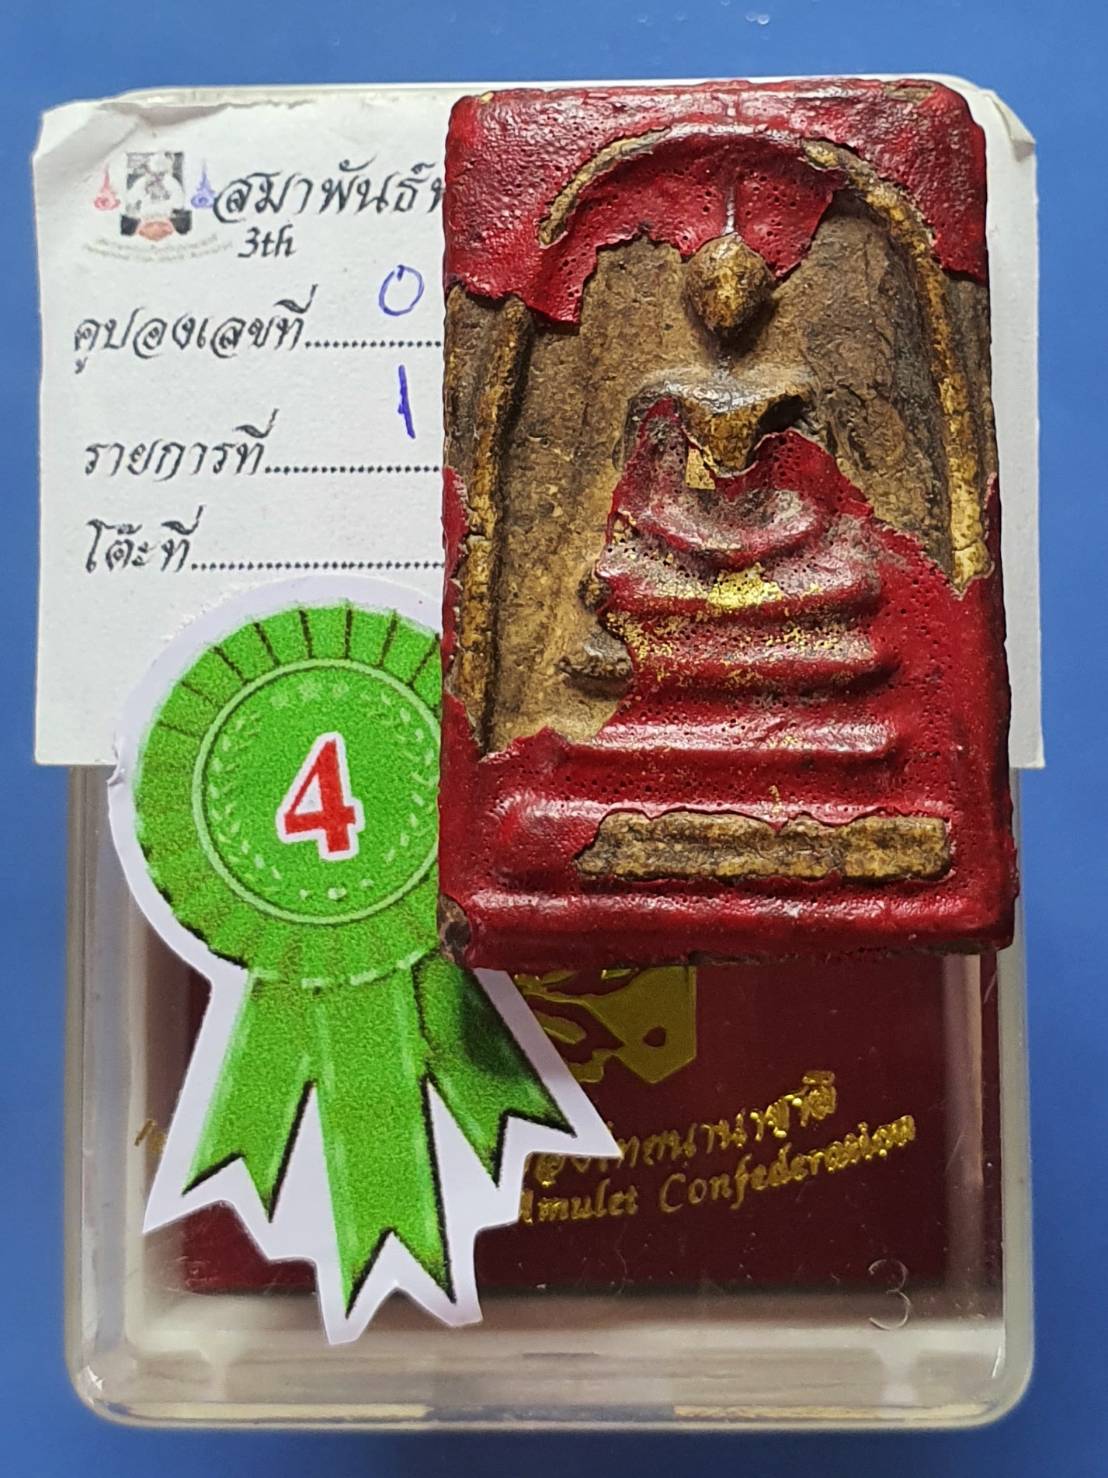 สมาพันธ์
3th
คูปองเลขที่ 0
รายการที่ 1
โต๊ะที่
4
Amulet Confederation
3